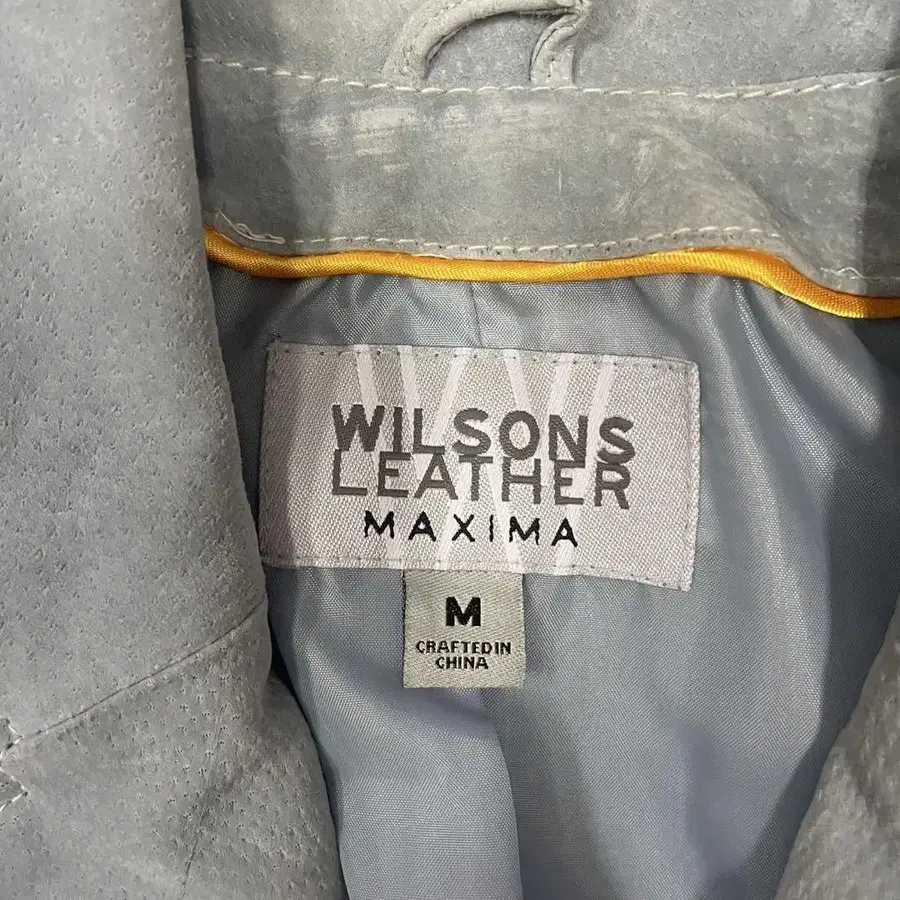 WILSONS
LEATHER
MAXIMA
M
CRAFTED IN
CHINA